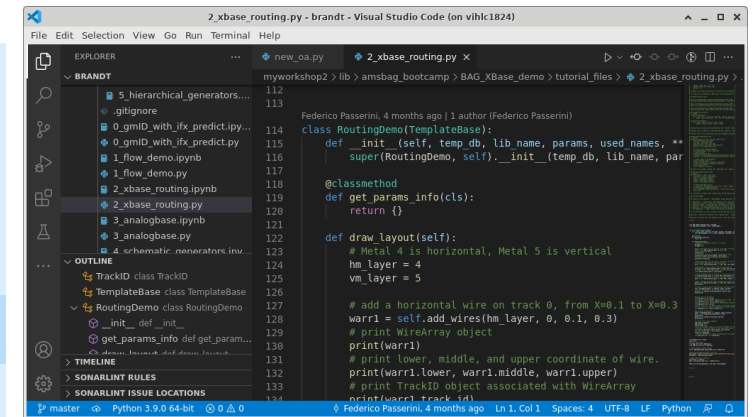 2_xbase_routing.py - brandt - Visual Studio Code (on vihlc1824)
File Edit Selection View Go Run Terminal Help
EXPLORER
BRANDT
5_hierarchical_generators....
.gitignore
0_gmID_with_ifx_predict.ipy...
0_gmID_with_ifx_predict.py
1_flow_demo.ipynb
1_flow_demo.py
2_xbase_routing.ipynb
2_xbase_routing.py
3_analogbase.ipynb
3_analogbase.py
4_schematic_generators.ipy...
OUTLINE
TrackID class TrackID
TemplateBase class TemplateBase
RoutingDemo class RoutingDemo
__init__ def __init__
get_params_info def get_param...
draw_layout def draw_layout
TIMELINE
SONARLINT RULES
SONARLINT ISSUE LOCATIONS
new_oa.py 2_xbase_routing.py
myworkshop2 > lib > amsbag_bootcamp > BAG_XBase_demo > tutorial_files > 2_xbase_routing.py > ...
112
113
Federico Passerini, 4 months ago | 1 author (Federico Passerini)
114 class RoutingDemo(TemplateBase):
115 def __init__(self, temp_db, lib_name, params, used_names, **
116 super(RoutingDemo, self).__init__(temp_db, lib_name, par
117
118 @classmethod
119 def get_params_info(cls):
120 return {}
121
122 def draw_layout(self):
123 # Metal 4 is horizontal, Metal 5 is vertical
124 hm_layer = 4
125 vm_layer = 5
126
127 # add a horizontal wire on track 0, from X=0.1 to X=0.3
128 warr1 = self.add_wires(hm_layer, 0, 0.1, 0.3)
129 # print WireArray object
130 print(warr1)
131 # print lower, middle, and upper coordinate of wire.
132 print(warr1.lower, warr1.middle, warr1.upper)
133 # print TrackID object associated with WireArray
134 print(warr1.track_id)
master Python 3.9.0 64-bit 0 0 Federico Passerini, 4 months ago Ln 1, Col 1 Spaces: 4 UTF-8 LF Python